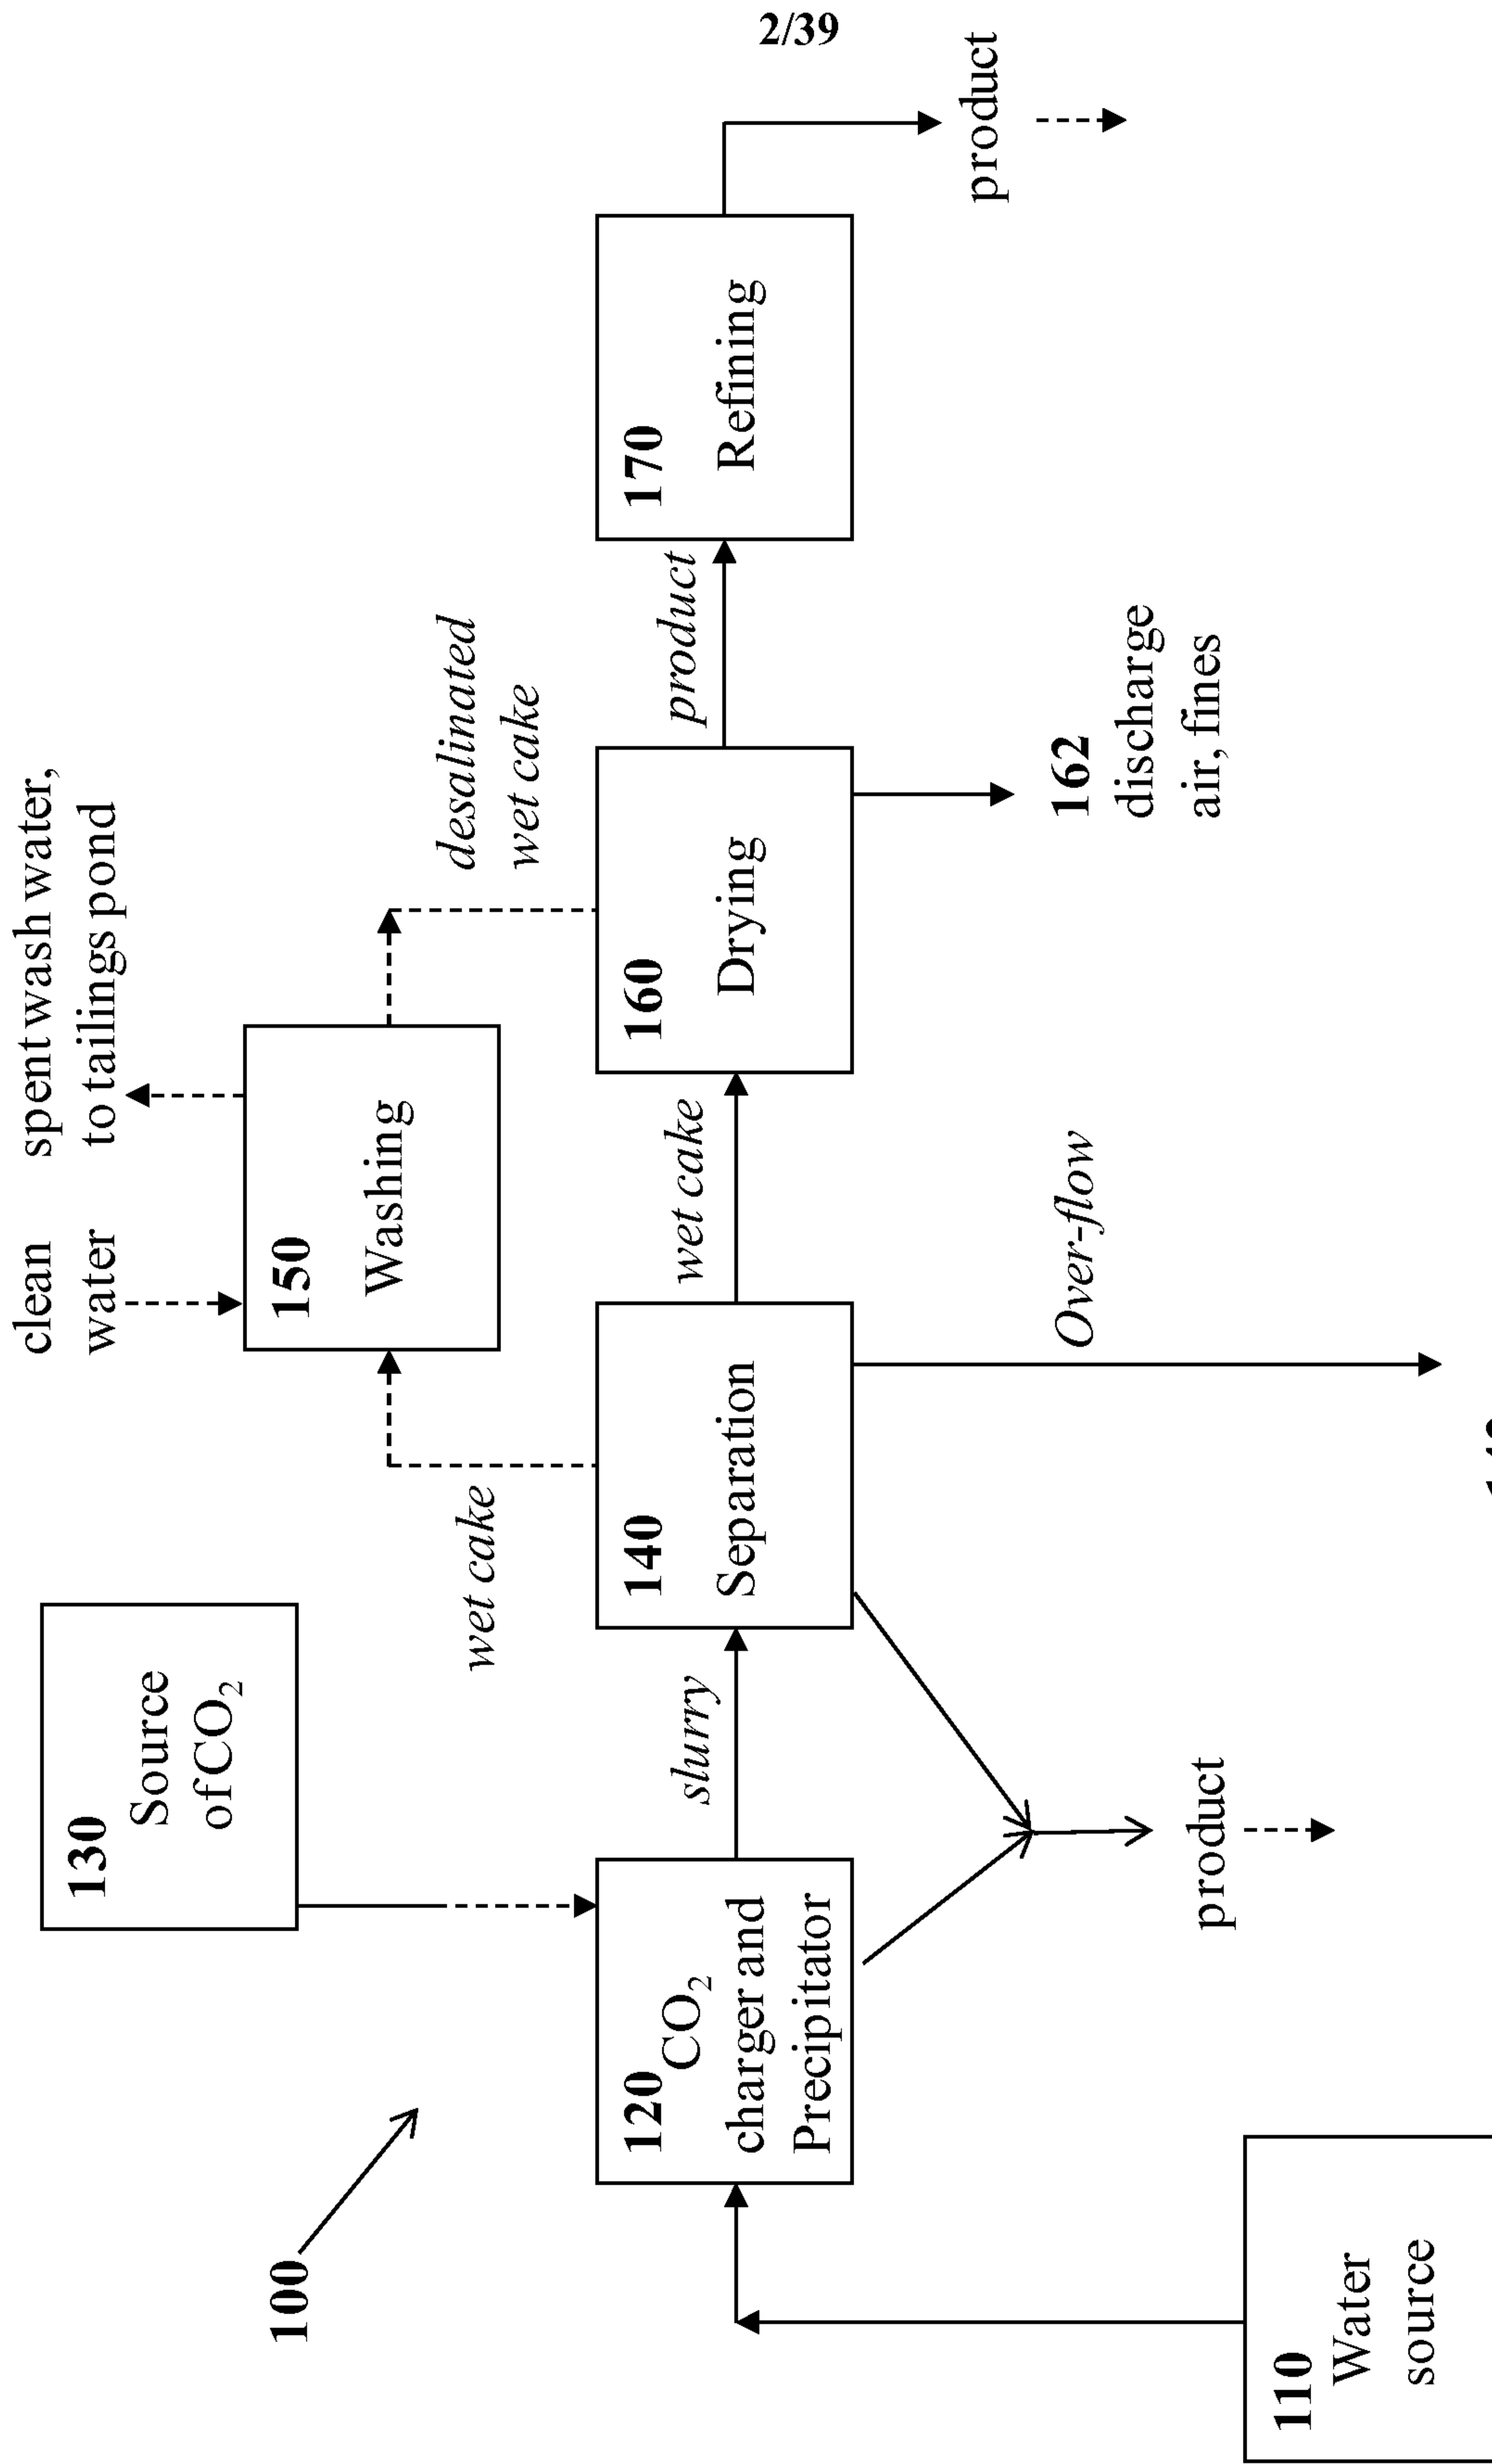 2/39
100
130
Source
of CO2
clean
water
spent wash water,
to tailings pond
150
Washing
wet cake
desalinated
wet cake
120
CO2
charger and
Precipitator
slurry
140
Separation
wet cake
160
Drying
product
170
Refining
product
162
discharge
air, fines
Over-flow
product
110
Water
source